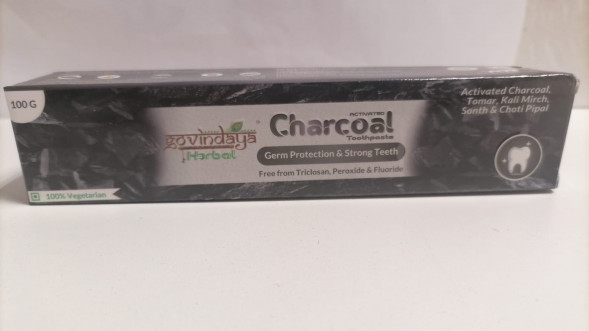 100 G
govindaya
Herbal
ACTIVATED
Charcoal
Toothpaste
Germ Protection & Strong Teeth
Free from Triclosan, Peroxide & Fluoride
Activated Charcoal,
Tomar, Kali Mirch,
Sonth & Choti Pipal
100% Vegetarian